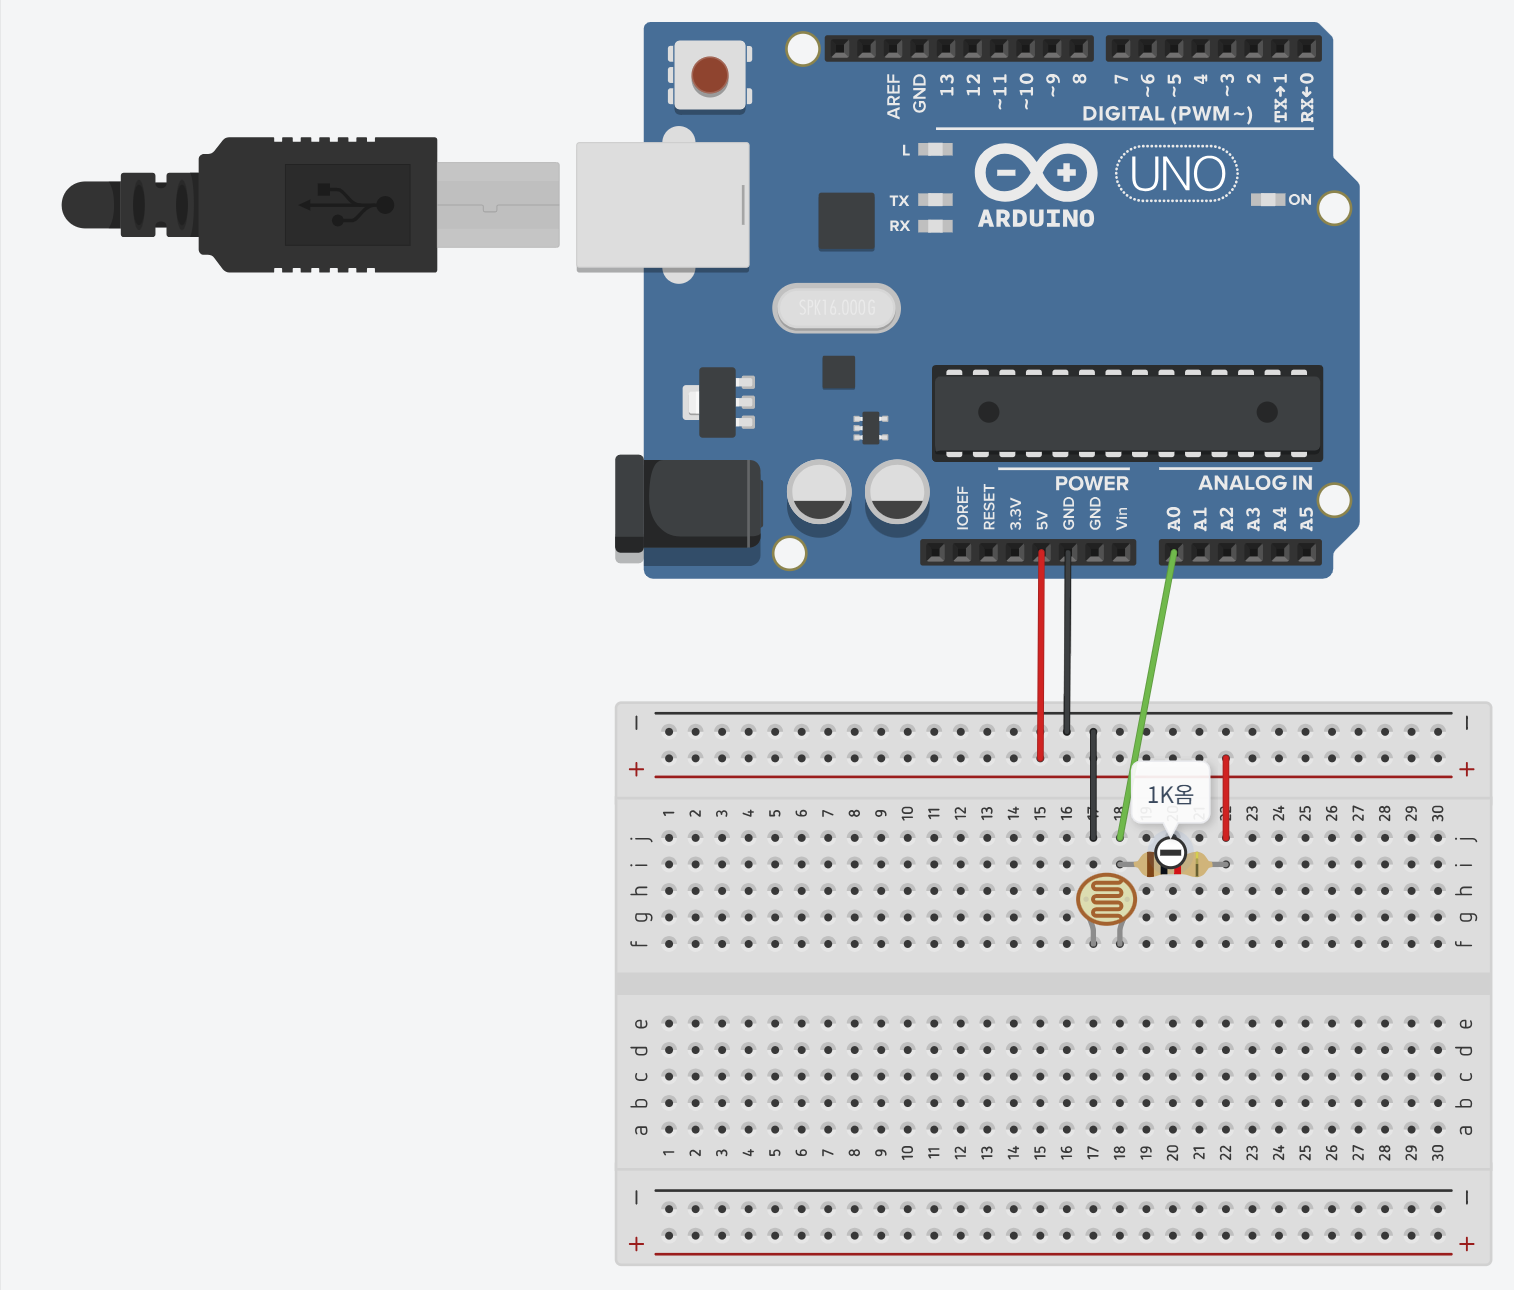 AREF
GND
13
12
~11
~10
~9
8
7
~6
~5
4
~3
2
TX→1
RX←0
DIGITAL (PWM~)
L
TX
RX
ARDUINO
UNO
ON
SPK16.000G
POWER
ANALOG IN
IOREF
RESET
3.3V
5V
GND
GND
Vin
A0
A1
A2
A3
A4
A5
− −
+ +
1K옴
1 2 3 4 5 6 7 8 9 10 11 12 13 14 15 16 17 18 19 20 21 22 23 24 25 26 27 28 29 30
j j
i i
h h
g g
f f
e e
d d
c c
b b
a a
1 2 3 4 5 6 7 8 9 10 11 12 13 14 15 16 17 18 19 20 21 22 23 24 25 26 27 28 29 30
− −
+ +